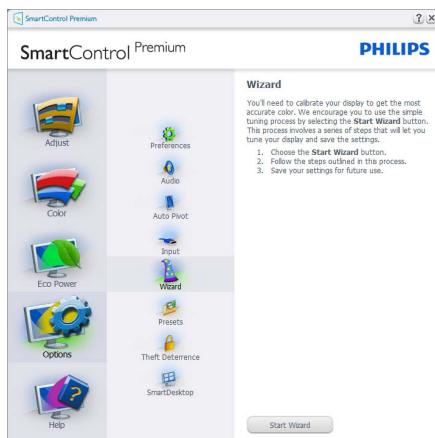 SmartControl Premium
SmartControl Premium
PHILIPS
Adjust
Color
Eco Power
Options
Help
Preferences
Audio
Auto Pivot
Input
Wizard
Presets
Theft Deterrence
SmartDesktop
Wizard
You'll need to calibrate your display to get the most
accurate color. We encourage you to use the simple
tuning process by selecting the Start Wizard button.
This process involves a series of steps that will let you
tune your display and save the settings.
1. Choose the Start Wizard button.
2. Follow the steps outlined in this process.
3. Save your settings for future use.
Start Wizard